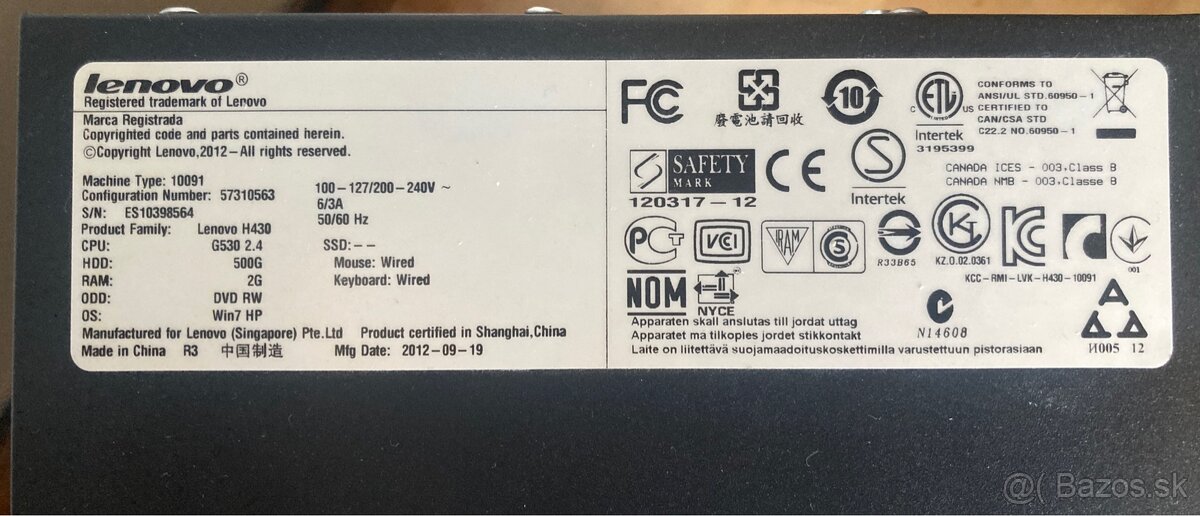 lenovo®
Registered trademark of Lenovo
Marca Registrada
Copyrighted code and parts contained herein.
©Copyright Lenovo,2012–All rights reserved.
Machine Type: 10091
Configuration Number: 57310563
S/N: ES10398564
Product Family: Lenovo H430
CPU: G530 2.4
HDD: 500G
RAM: 2G
ODD: DVD RW
OS: Win7 HP
100–127/200–240V ~
6/3A
50/60 Hz
SSD:– –
Mouse: Wired
Keyboard: Wired
Manufactured for Lenovo (Singapore) Pte.Ltd Product certified in Shanghai,China
Made in China R3 中国制造 Mfg Date: 2012-09-19
FC
廢電池請回收
10
C ETL US
Intertek
3195399
CONFORMS TO
ANSI/UL STD.60950-1
CERTIFIED TO
CAN/CSA STD
C22.2 NO.60950-1
SAFETY
MARK
120317-12
CE
S
Intertek
CANADA ICES - 003.Class B
CANADA NMB - 003.Classe B
PCT
VCCI
IRAM
S
R33B65
KZ.O.02.0361
KC
001
KCC-RMI-LVK-H430-10091
NOM
NYCE
N14608
И005 12
Apparaten skall anslutas till jordat uttag
Apparatet ma tilkoples jordet stikkontakt
Laite on liitettävä suojamaadoituskoskettimilla varustettuun pistorasiaan
@( Bazos.sk